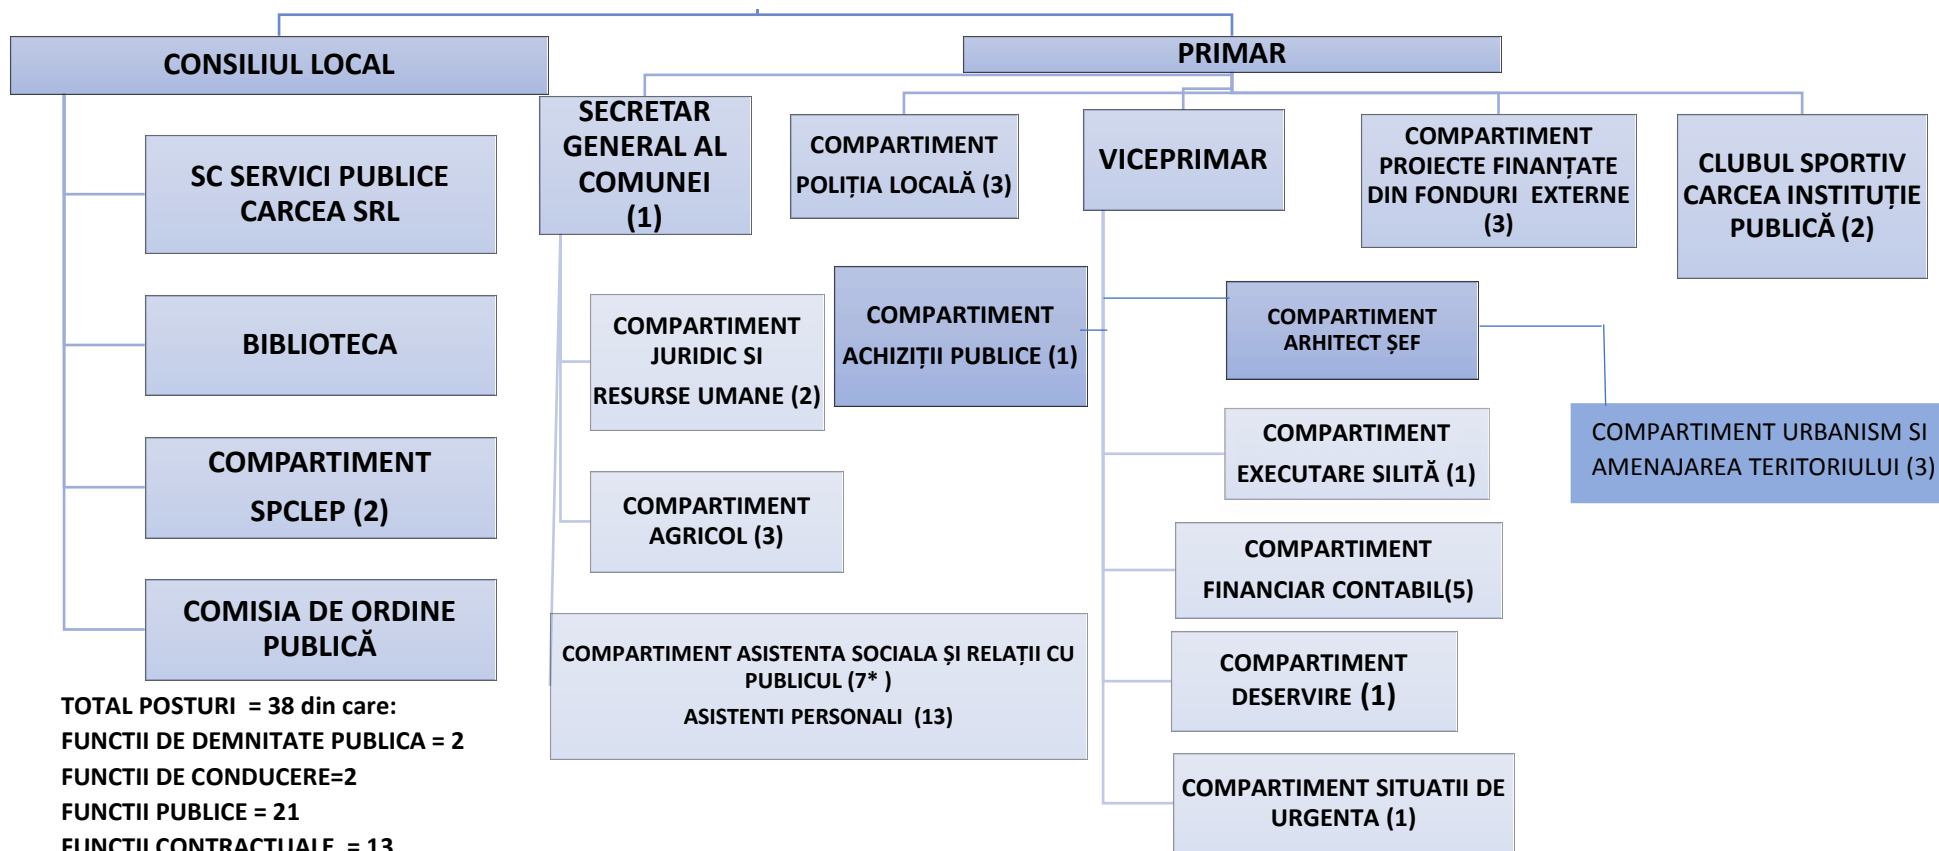 CONSILIUL LOCAL
PRIMAR
SC SERVICI PUBLICE
CARCEA SRL
BIBLIOTECA
COMPARTIMENT
SPCLEP (2)
COMISIA DE ORDINE
PUBLICĂ
SECRETAR
GENERAL AL
COMUNEI
(1)
COMPARTIMENT
POLIȚIA LOCALĂ (3)
VICEPRIMAR
COMPARTIMENT
PROIECTE FINANȚATE
DIN FONDURI EXTERNE
(3)
CLUBUL SPORTIV
CARCEA INSTITUȚIE
PUBLICĂ (2)
COMPARTIMENT
JURIDIC SI
RESURSE UMANE (2)
COMPARTIMENT
AGRICOL (3)
COMPARTIMENT ASISTENTA SOCIALA ȘI RELAȚII CU
PUBLICUL (7* )
ASISTENTI PERSONALI (13)
COMPARTIMENT
ACHIZIȚII PUBLICE (1)
COMPARTIMENT
ARHITECT ȘEF
COMPARTIMENT URBANISM SI
AMENAJAREA TERITORIULUI (3)
COMPARTIMENT
EXECUTARE SILITĂ (1)
COMPARTIMENT
FINANCIAR CONTABIL(5)
COMPARTIMENT
DESERVIRE (1)
COMPARTIMENT SITUATII DE
URGENTA (1)
TOTAL POSTURI = 38 din care:
FUNCTII DE DEMNITATE PUBLICA = 2
FUNCTII DE CONDUCERE=2
FUNCTII PUBLICE = 21
FUNCTII CONTRACTUALE = 13